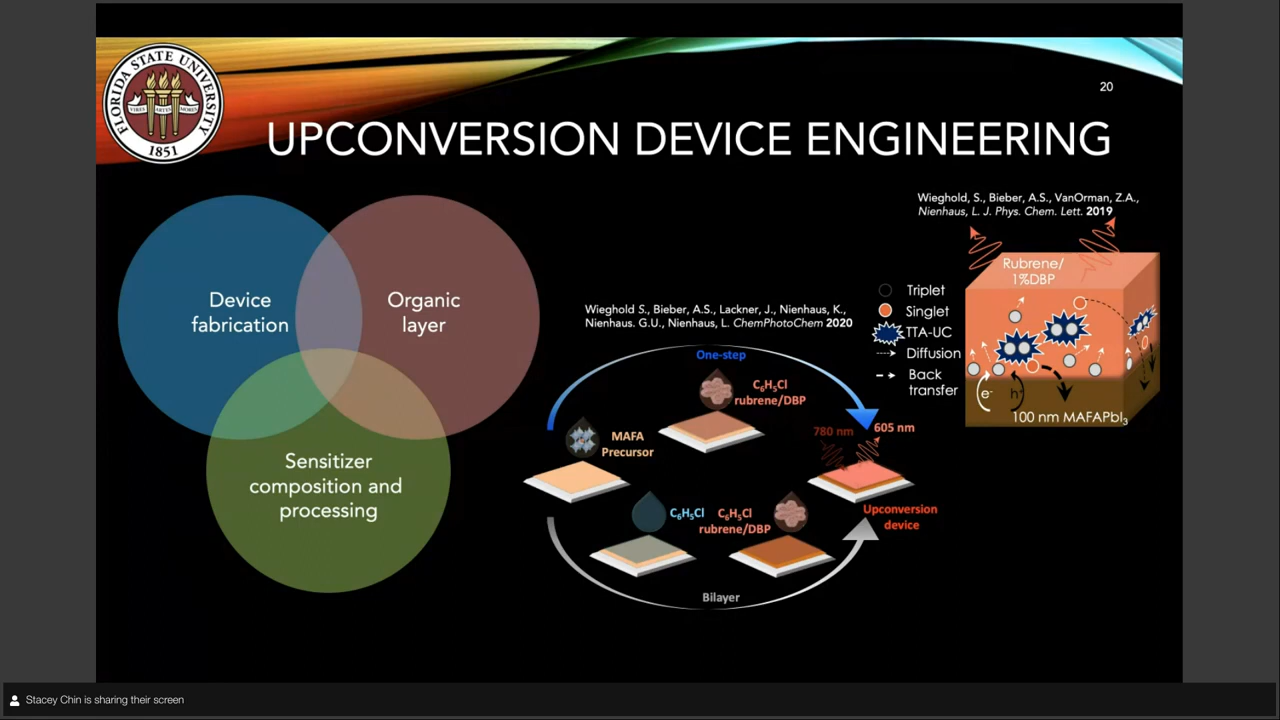 FLORIDA STATE UNIVERSITY
VIRES ARTES MORES
1851
20
UPCONVERSION DEVICE ENGINEERING
Device
fabrication
Organic
layer
Sensitizer
composition and
processing
Wieghold S., Bieber, A.S., Lackner, J., Nienhaus, K.,
Nienhaus. G.U., Nienhaus, L. ChemPhotoChem 2020
One-step
C₆H₅Cl
rubrene/DBP
MAFA
Precursor
780 nm
605 nm
C₆H₅Cl
C₆H₅Cl
rubrene/DBP
Upconversion
device
Bilayer
Wieghold, S., Bieber, A.S., VanOrman, Z.A.,
Nienhaus, L. J. Phys. Chem. Lett. 2019
Triplet
Singlet
TTA-UC
Diffusion
Back
transfer
Rubrene/
1%DBP
e⁻
h⁺
100 nm MAFAPbI₃
Stacey Chin is sharing their screen